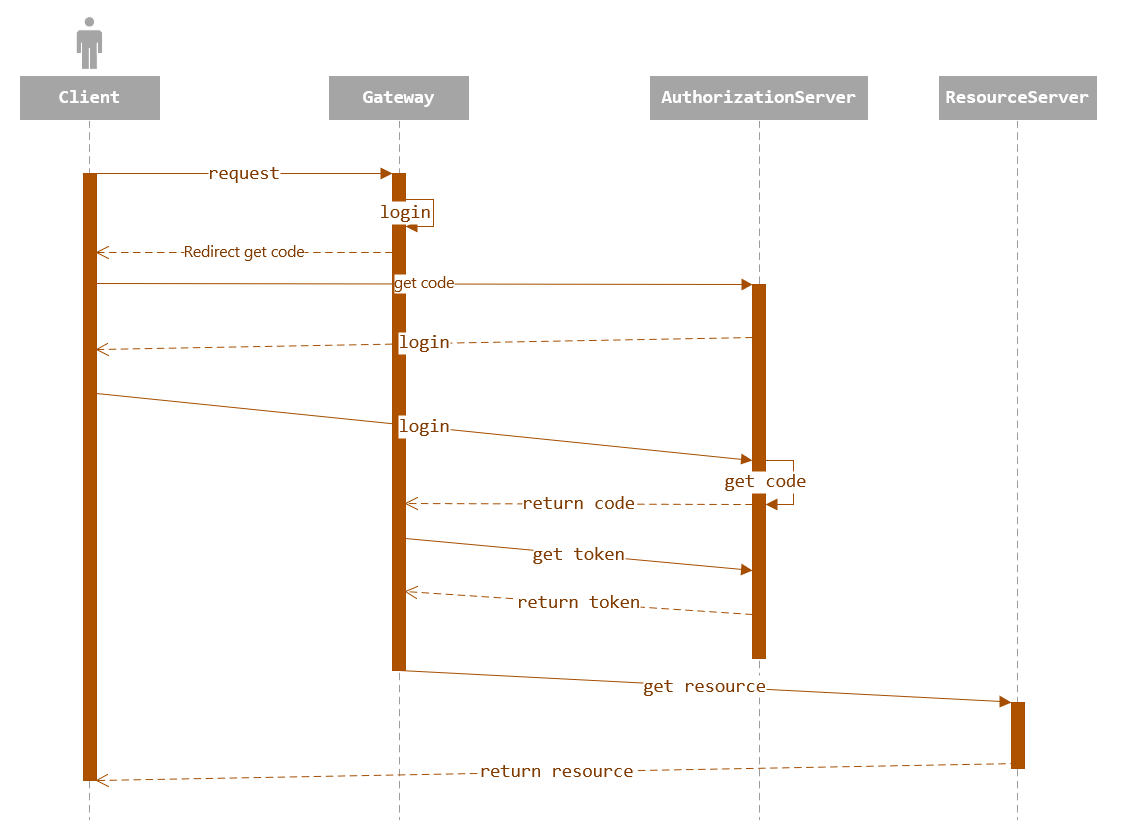 Client
Gateway
AuthorizationServer
ResourceServer
request
login
Redirect get code
get code
login
login
get code
return code
get token
return token
get resource
return resource